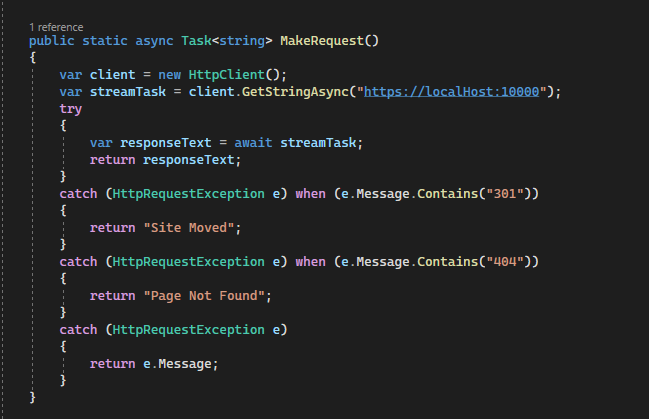 1 reference
public static async Task<string> MakeRequest()
{
var client = new HttpClient();
var streamTask = client.GetStringAsync("https://localHost:10000");
try
{
var responseText = await streamTask;
return responseText;
}
catch (HttpRequestException e) when (e.Message.Contains("301"))
{
return "Site Moved";
}
catch (HttpRequestException e) when (e.Message.Contains("404"))
{
return "Page Not Found";
}
catch (HttpRequestException e)
{
return e.Message;
}
}